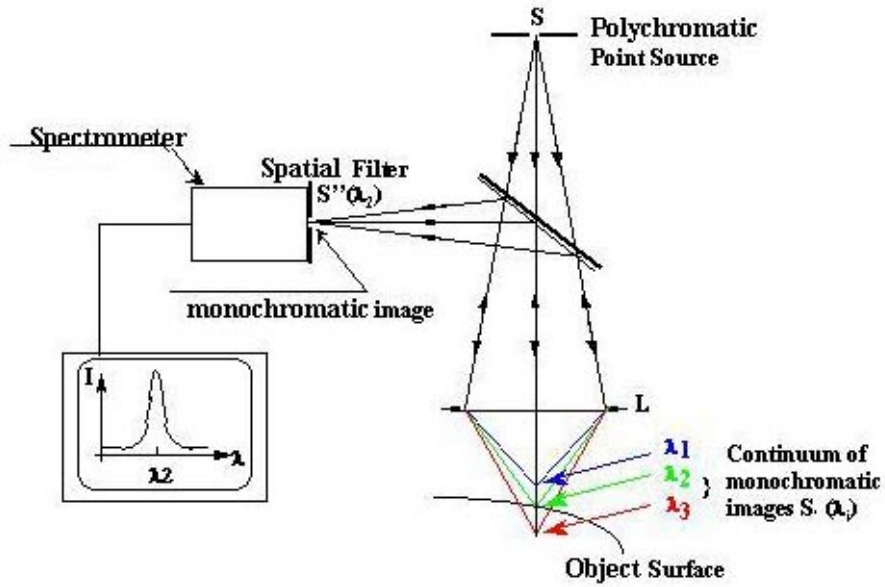 S
Polychromatic
Point Source
Spectrometer
Spatial Filter
S’’(λ2)
monochromatic image
I
λ
λ2
L
λ1
λ2
λ3
}
Continuum of
monochromatic
images S. (λi)
Object Surface